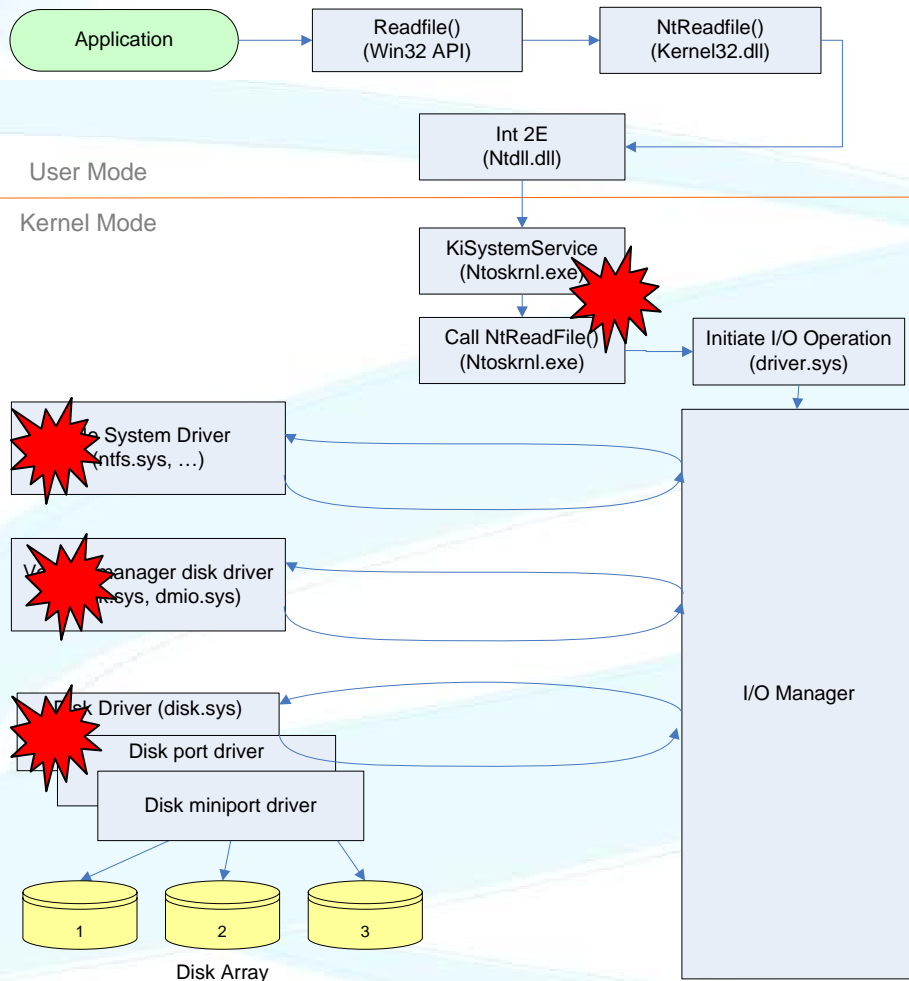 Application
Readfile()
(Win32 API)
NtReadfile()
(Kernel32.dll)
Int 2E
(Ntdll.dll)
User Mode
Kernel Mode
KiSystemService
(Ntoskrnl.exe)
Call NtReadFile()
(Ntoskrnl.exe)
Initiate I/O Operation
(driver.sys)
System Driver
(ntfs.sys, …)
manager disk driver
dmio.sys)
Disk Driver (disk.sys)
Disk port driver
Disk miniport driver
I/O Manager
1
2
3
Disk Array